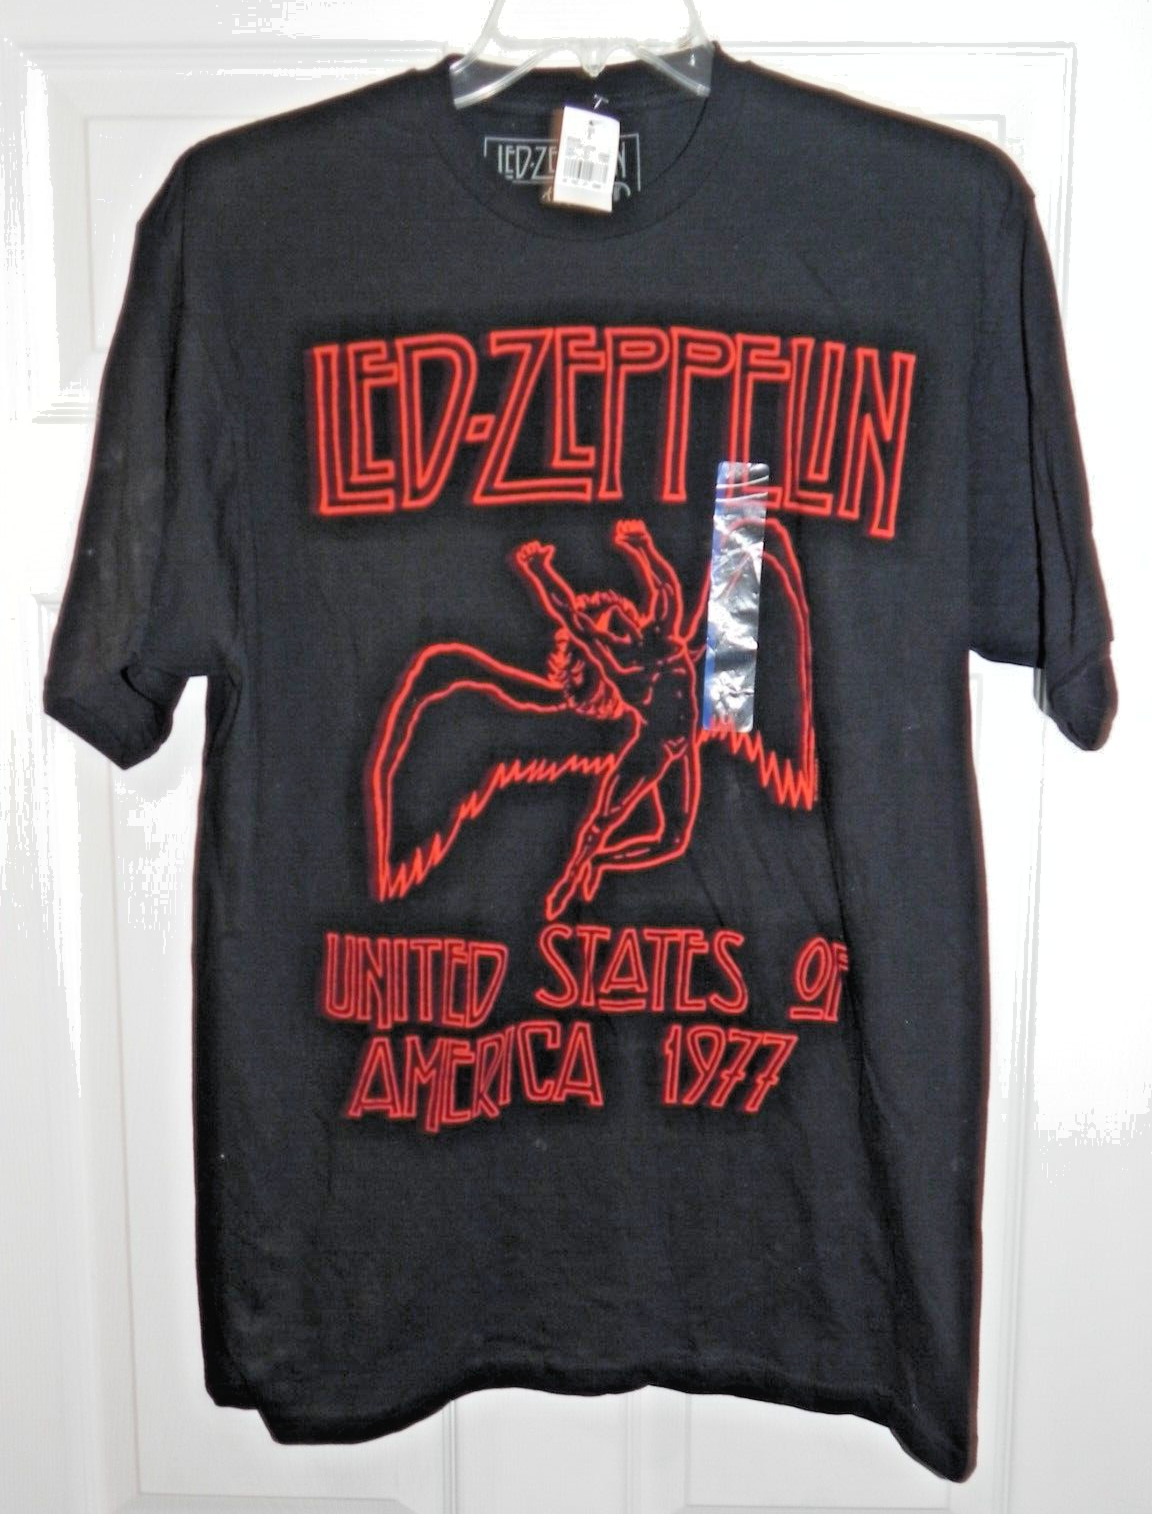 LED-ZEPPELIN
UNITED STATES OF
AMERICA 1977